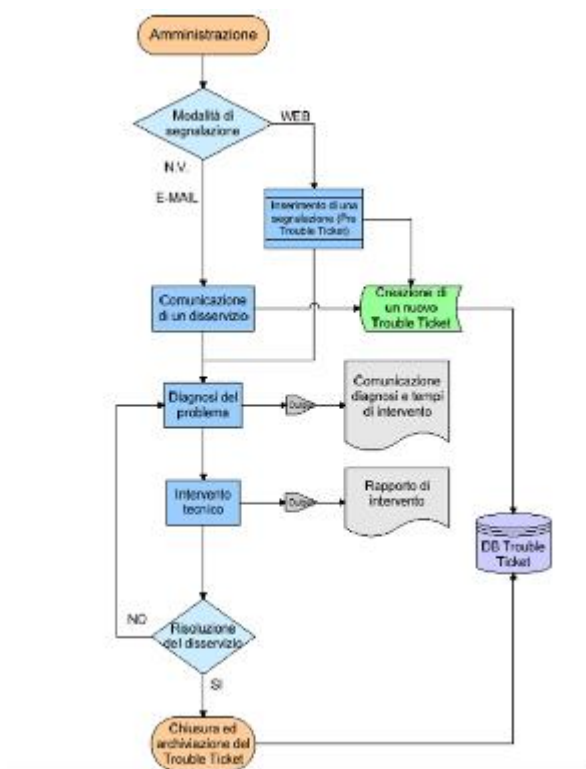 Amministrazione
Modalità di
segnalazione
WEB
N.V.
E-MAIL
Inserimento di una
segnalazione (Pre
Trouble Ticket)
Comunicazione
di un disservizio
Creazione di
un nuovo
Trouble Ticket
Diagnosi del
problema
Output
Comunicazione
diagnosi e tempi
di intervento
Intervento
tecnico
Output
Rapporto di
intervento
DB Trouble
Ticket
NO
Risoluzione
del disservizio
SI
Chiusura ed
archiviazione del
Trouble Ticket